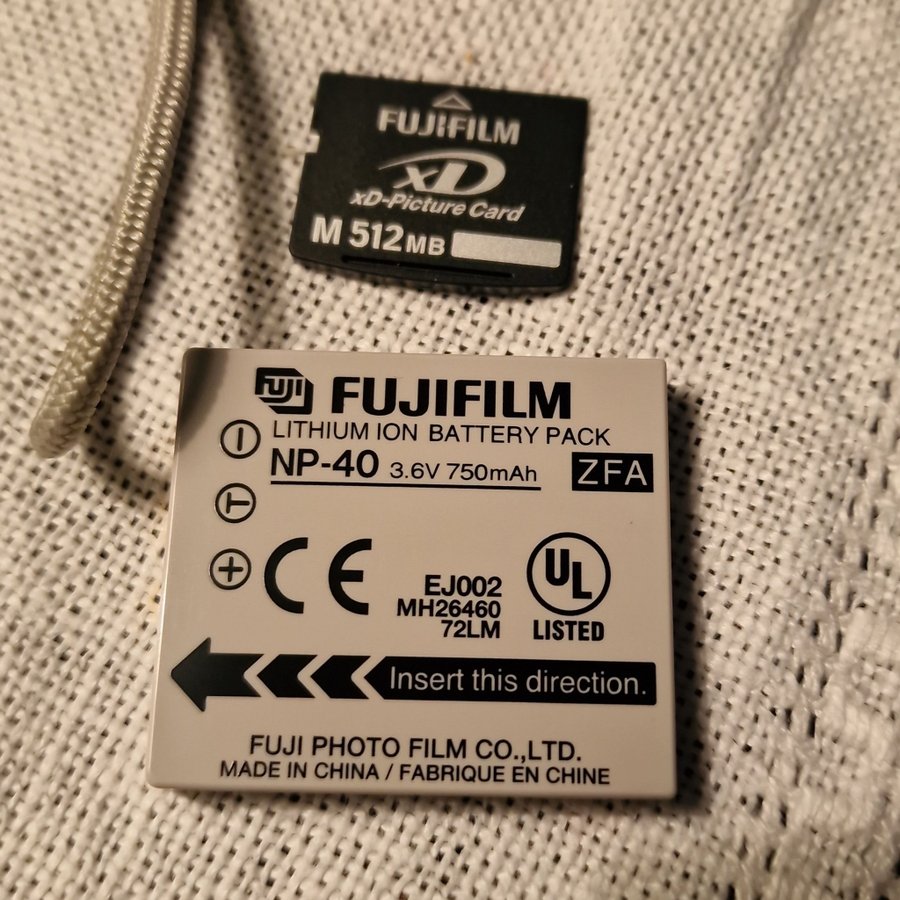 FUJIFILM
xD
xD-Picture Card
M 512MB
FUJI FUJIFILM
LITHIUM ION BATTERY PACK
NP-40 3.6V 750mAh ZFA
T
CE
EJ002
MH26460
72LM
UL
LISTED
Insert this direction.
FUJI PHOTO FILM CO.,LTD.
MADE IN CHINA / FABRIQUE EN CHINE